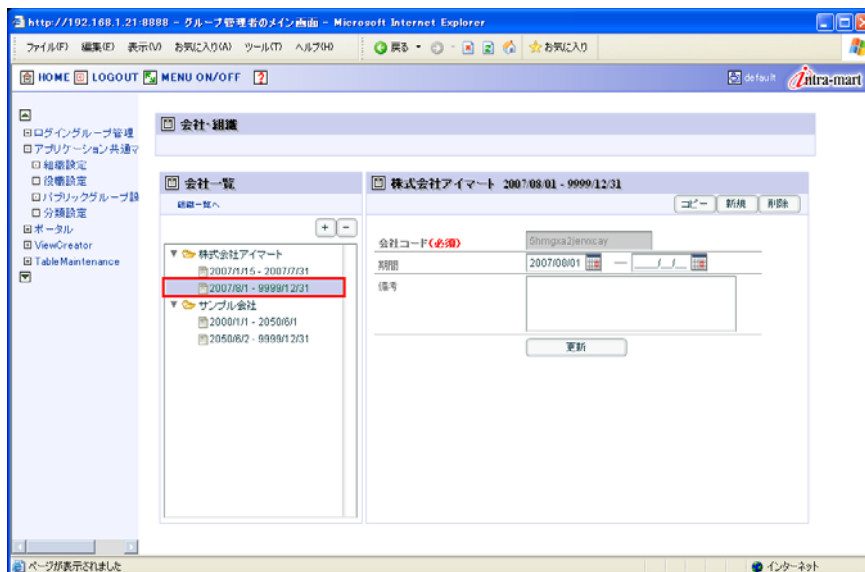 http://192.168.1.21:8888 - グループ管理者のメイン画面 - Microsoft Internet Explorer
ファイル(F) 編集(E) 表示(V) お気に入り(A) ツール(T) ヘルプ(H) 戻る お気に入り
HOME LOGOUT MENU ON/OFF ? default intra-mart
ログイングループ管理
アプリケーション共通マ
組織設定
役職設定
パブリックグループ設
分類設定
ポータル
ViewCreator
TableMaintenance
会社・組織
会社一覧
組織一覧へ
+ -
株式会社アイマート
2007/1/15 - 2007/7/31
2007/8/1 - 9999/12/31
サンプル会社
2000/1/1 - 2050/6/1
2050/6/2 - 9999/12/31
株式会社アイマート 2007/08/01 - 9999/12/31
コピー 新規 削除
会社コード(必須)
期間 2007/08/01 — __/_/_
備考
更新
ページが表示されました インターネット